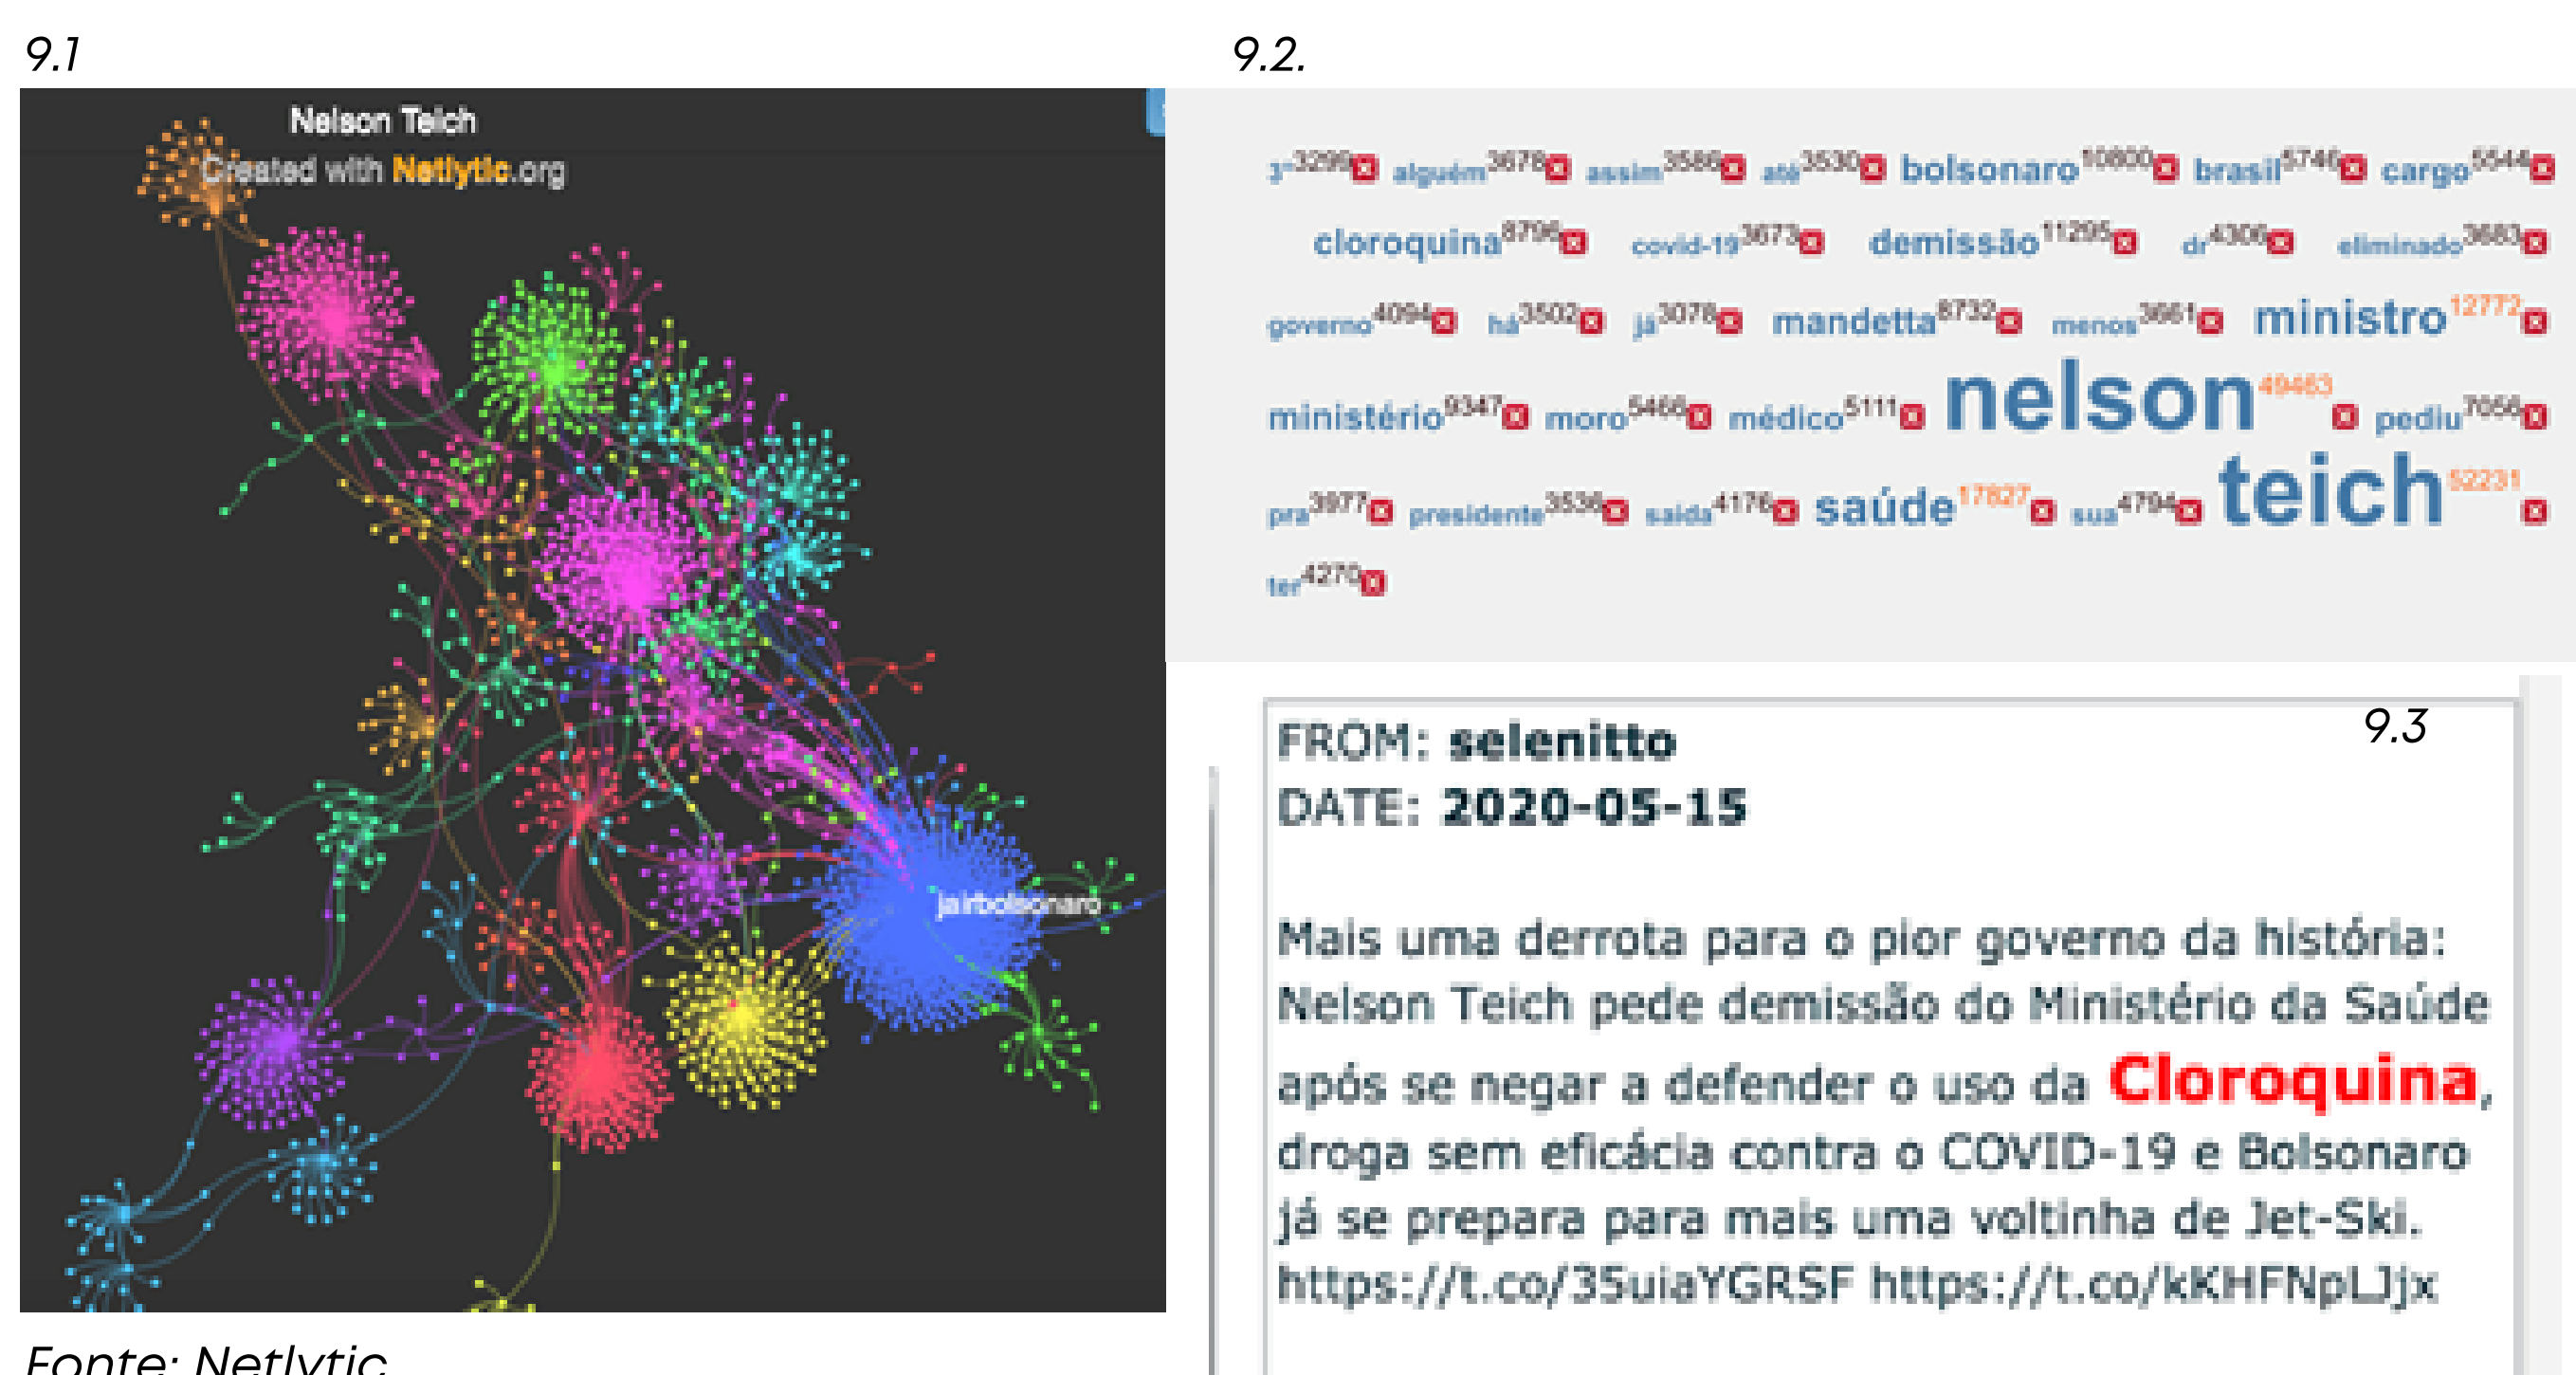 9.1
Nelson Teich
Created with Netlytic.org
jairbolsonaro
Fonte: Netlytic
9.2.
3º 3299 alguém 3678 assim 3586 até 3530 bolsonaro 10800 brasil 5746 cargo 5544
cloroquina 8796 covid-19 3673 demissão 11295 dr 4306 eliminado 3683
governo 4094 há 3502 já 3078 mandetta 8732 menos 3661 ministro 12772
ministério 9347 moro 5466 médico 5111 nelson 49463 pediu 7056
pra 3977 presidente 3536 saída 4176 saúde 17827 sua 4794 teich 52231
ter 4270
9.3
FROM: selenitto
DATE: 2020-05-15
Mais uma derrota para o pior governo da história:
Nelson Teich pede demissão do Ministério da Saúde
após se negar a defender o uso da Cloroquina,
droga sem eficácia contra o COVID-19 e Bolsonaro
já se prepara para mais uma voltinha de Jet-Ski.
https://t.co/35uiaYGRSF https://t.co/kKHFNpLJjx